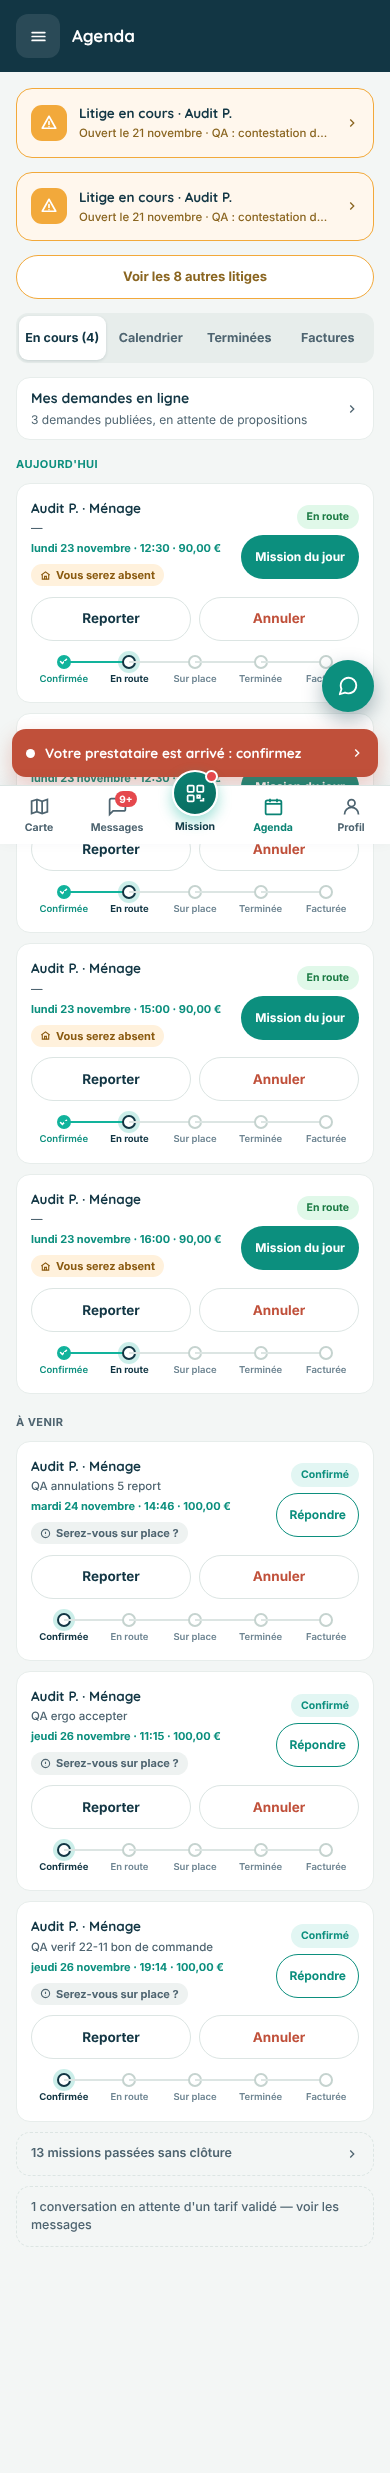 Agenda
Litige en cours · Audit P.
Ouvert le 21 novembre · QA : contestation d...
Litige en cours · Audit P.
Ouvert le 21 novembre · QA : contestation d...
Voir les 8 autres litiges
En cours (4)
Calendrier
Terminées
Factures
Mes demandes en ligne
3 demandes publiées, en attente de propositions
AUJOURD'HUI
Audit P. · Ménage
—
En route
lundi 23 novembre · 12:30 · 90,00 €
Mission du jour
Vous serez absent
Reporter
Annuler
Confirmée
En route
Sur place
Terminée
Votre prestataire est arrivé : confirmez
lundi 23 novembre · 12:30 ·
Mission du jour
9+
Carte
Messages
Mission
Agenda
Profil
Reporter
Annuler
Confirmée
En route
Sur place
Terminée
Facturée
Audit P. · Ménage
—
En route
lundi 23 novembre · 15:00 · 90,00 €
Mission du jour
Vous serez absent
Reporter
Annuler
Confirmée
En route
Sur place
Terminée
Facturée
Audit P. · Ménage
—
En route
lundi 23 novembre · 16:00 · 90,00 €
Mission du jour
Vous serez absent
Reporter
Annuler
Confirmée
En route
Sur place
Terminée
Facturée
À VENIR
Audit P. · Ménage
QA annulations 5 report
Confirmé
mardi 24 novembre · 14:46 · 100,00 €
Répondre
Serez-vous sur place ?
Reporter
Annuler
Confirmée
En route
Sur place
Terminée
Facturée
Audit P. · Ménage
QA ergo accepter
Confirmé
jeudi 26 novembre · 11:15 · 100,00 €
Répondre
Serez-vous sur place ?
Reporter
Annuler
Confirmée
En route
Sur place
Terminée
Facturée
Audit P. · Ménage
QA verif 22-11 bon de commande
Confirmé
jeudi 26 novembre · 19:14 · 100,00 €
Répondre
Serez-vous sur place ?
Reporter
Annuler
Confirmée
En route
Sur place
Terminée
Facturée
13 missions passées sans clôture
1 conversation en attente d'un tarif validé — voir les
messages